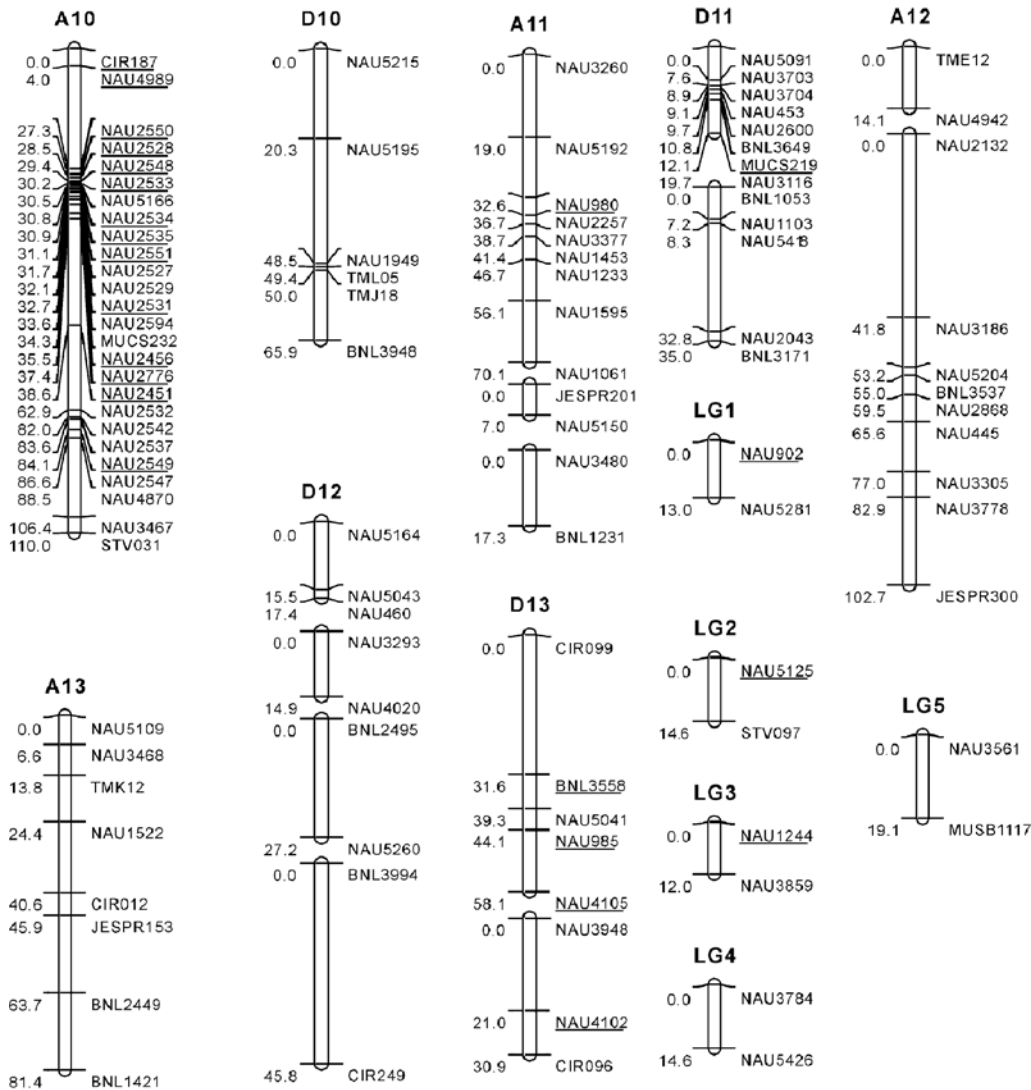 A10
0.0 CIR187
4.0 NAU4989
27.3 NAU2550
28.5 NAU2528
29.4 NAU2548
30.2 NAU2533
30.5 NAU5166
30.8 NAU2534
30.9 NAU2535
31.1 NAU2551
31.7 NAU2527
32.1 NAU2529
32.7 NAU2531
33.6 NAU2594
34.3 MUCS232
35.5 NAU2456
37.4 NAU2776
38.6 NAU2451
62.9 NAU2532
82.0 NAU2542
83.6 NAU2537
84.1 NAU2549
86.6 NAU2547
88.5 NAU4870
106.4 NAU3467
110.0 STV031
D10
0.0 NAU5215
20.3 NAU5195
48.5 NAU1949
49.4 TML05
50.0 TMJ18
65.9 BNL3948
A11
0.0 NAU3260
19.0 NAU5192
32.6 NAU980
36.7 NAU2257
38.7 NAU3377
41.4 NAU1453
46.7 NAU1233
56.1 NAU1595
70.1 NAU1061
0.0 JESPR201
7.0 NAU5150
0.0 NAU3480
17.3 BNL1231
D11
0.0 NAU5091
7.6 NAU3703
8.9 NAU3704
9.1 NAU453
9.7 NAU2600
10.8 BNL3649
12.1 MUCS219
19.7 NAU3116
0.0 BNL1053
7.2 NAU1103
8.3 NAU5418
32.8 NAU2043
35.0 BNL3171
A12
0.0 TME12
14.1 NAU4942
0.0 NAU2132
41.8 NAU3186
53.2 NAU5204
55.0 BNL3537
59.5 NAU2868
65.6 NAU445
77.0 NAU3305
82.9 NAU3778
102.7 JESPR300
LG1
0.0 NAU902
13.0 NAU5281
D12
0.0 NAU5164
15.5 NAU5043
17.4 NAU460
0.0 NAU3293
14.9 NAU4020
0.0 BNL2495
27.2 NAU5260
0.0 BNL3994
45.8 CIR249
D13
0.0 CIR099
31.6 BNL3558
39.3 NAU5041
44.1 NAU985
58.1 NAU4105
0.0 NAU3948
21.0 NAU4102
30.9 CIR096
LG2
0.0 NAU5125
14.6 STV097
A13
0.0 NAU5109
6.6 NAU3468
13.8 TMK12
24.4 NAU1522
40.6 CIR012
45.9 JESPR153
63.7 BNL2449
81.4 BNL1421
LG3
0.0 NAU1244
12.0 NAU3859
LG5
0.0 NAU3561
19.1 MUSB1117
LG4
0.0 NAU3784
14.6 NAU5426